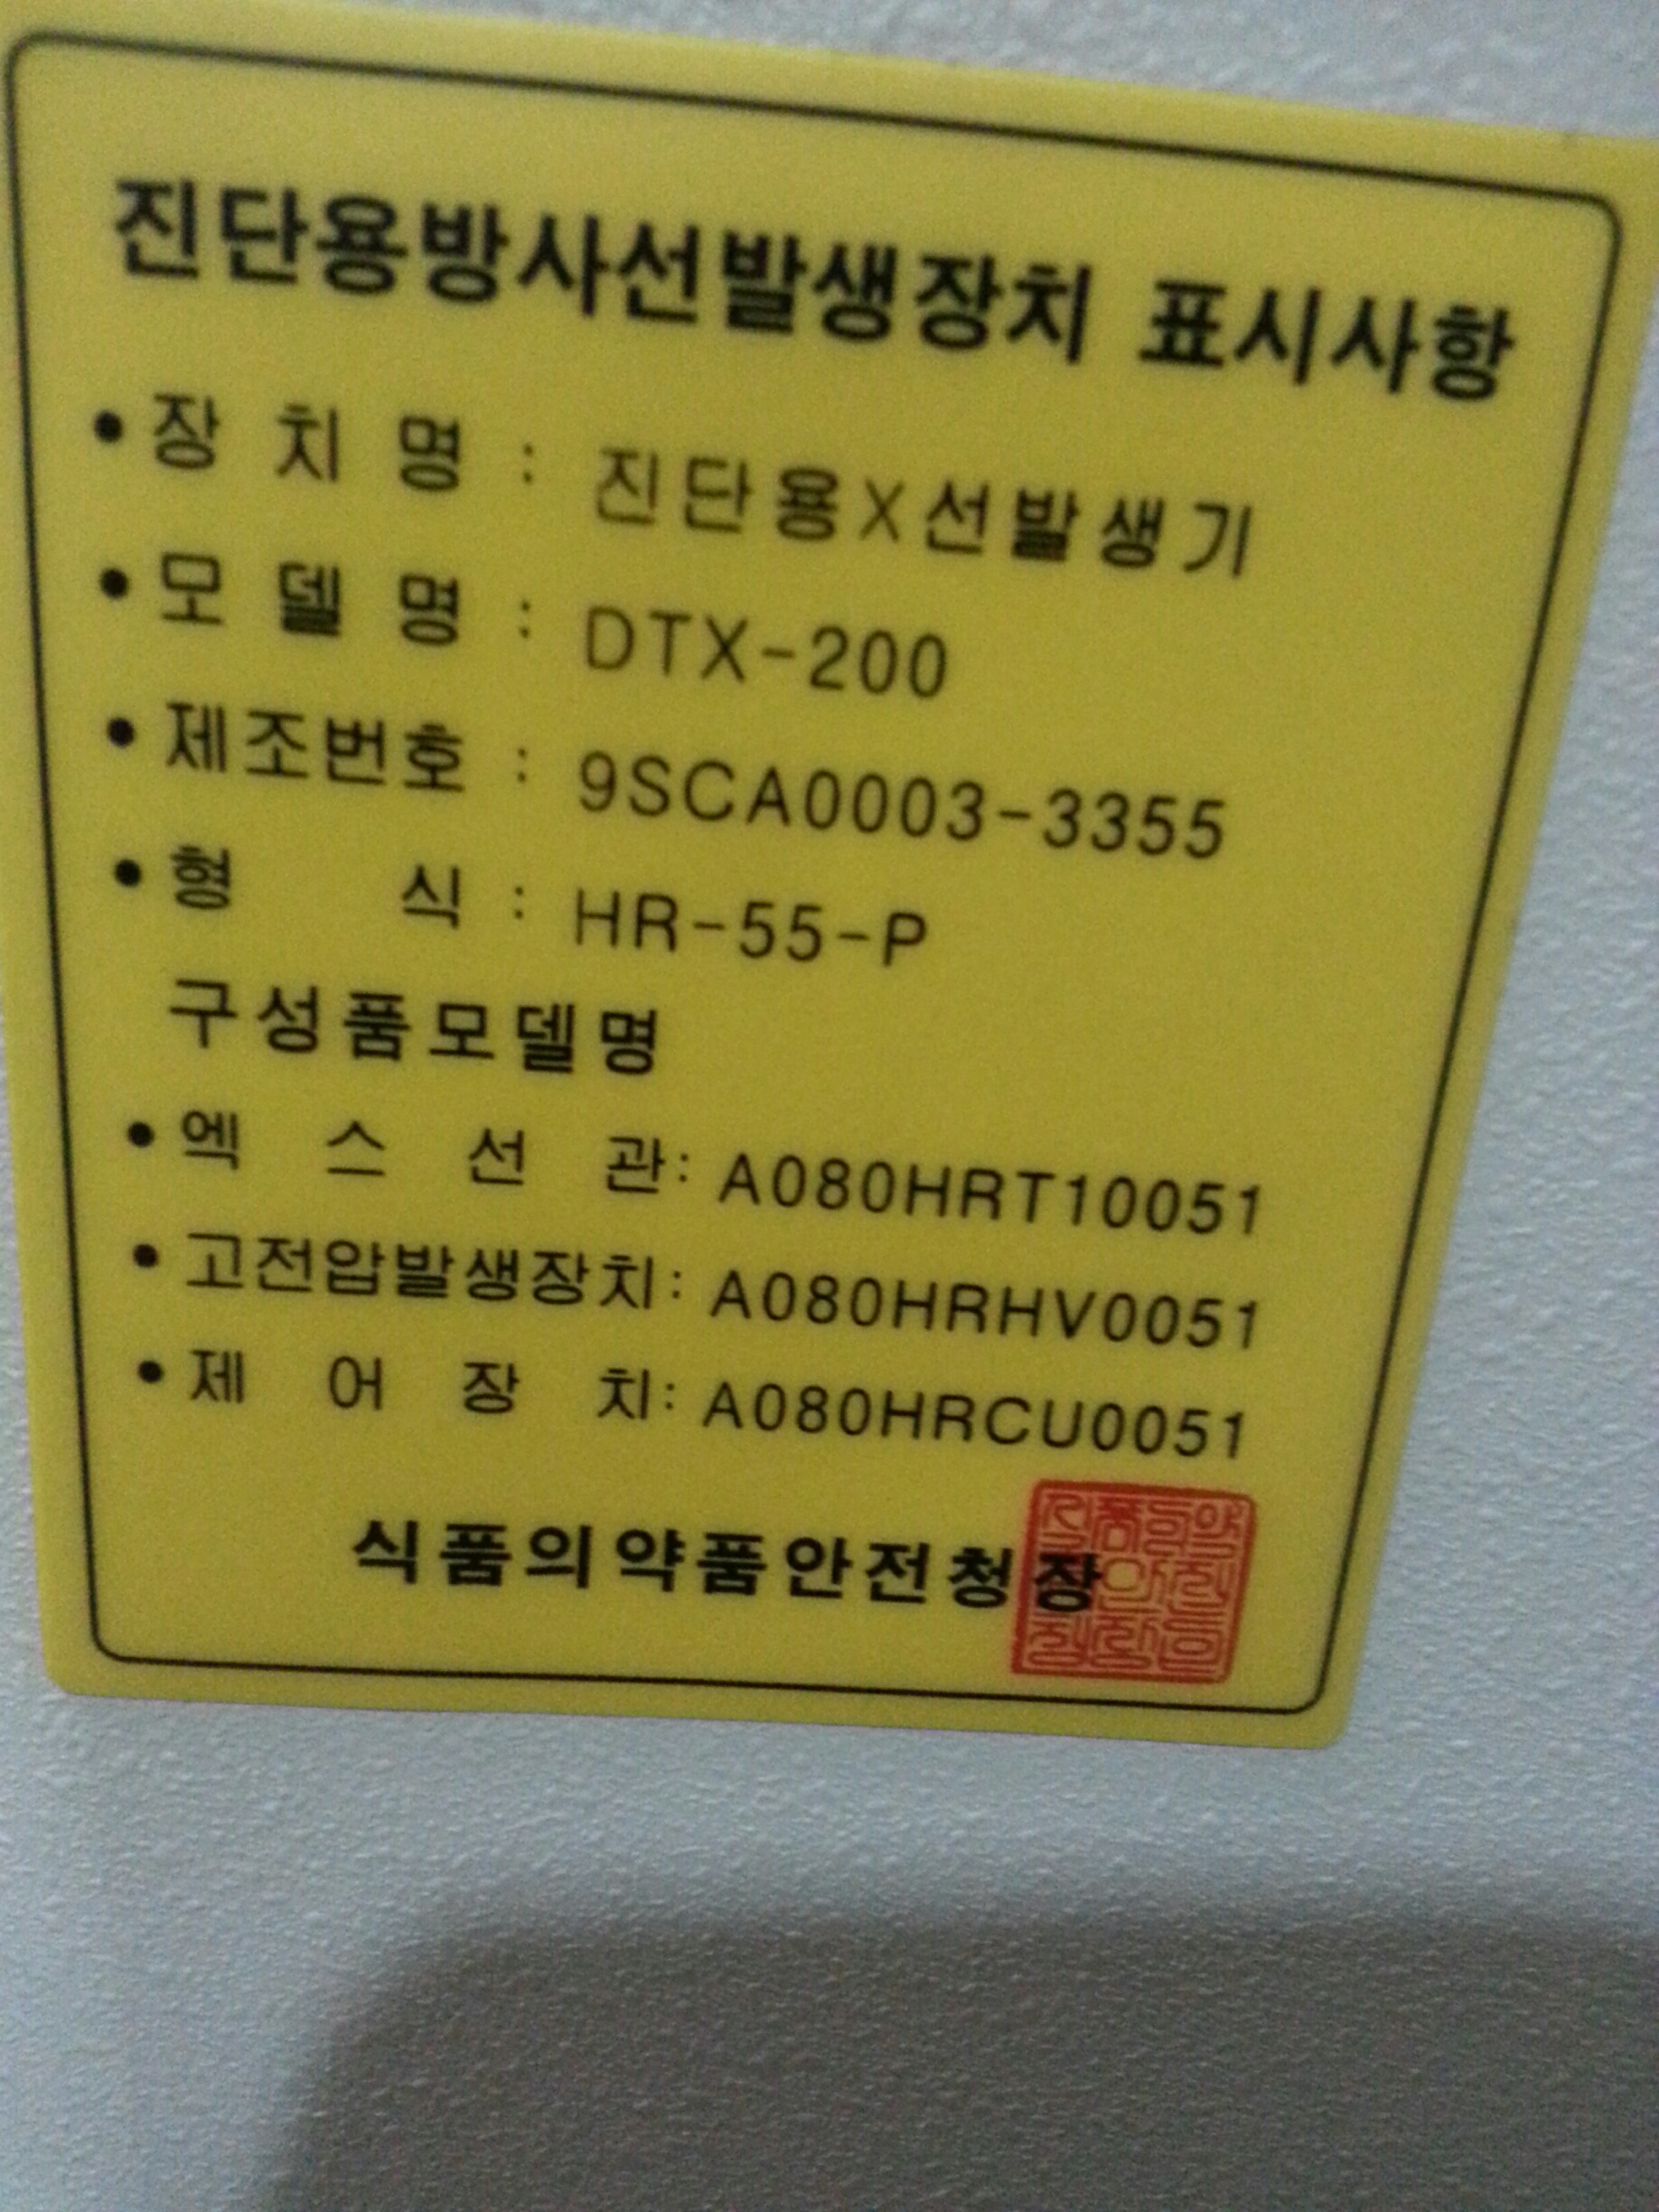 진단용방사선발생장치 표시사항
• 장 치 명 : 진단용X선발생기
• 모 델 명 : DTX-200
• 제조번호 : 9SCA0003-3355
• 형 식 : HR-55-P
구성품모델명
• 엑 스 선 관: A080HRT10051
• 고전압발생장치: A080HRHV0051
• 제 어 장 치: A080HRCU0051
식품의약품안전청장